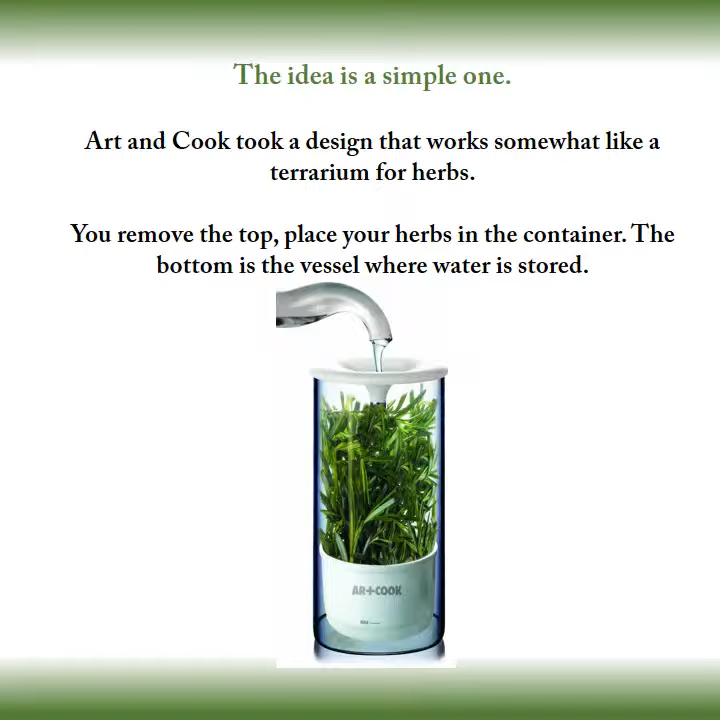 The idea is a simple one.
Art and Cook took a design that works somewhat like a
terrarium for herbs.
You remove the top, place your herbs in the container. The
bottom is the vessel where water is stored.
AR+COOK